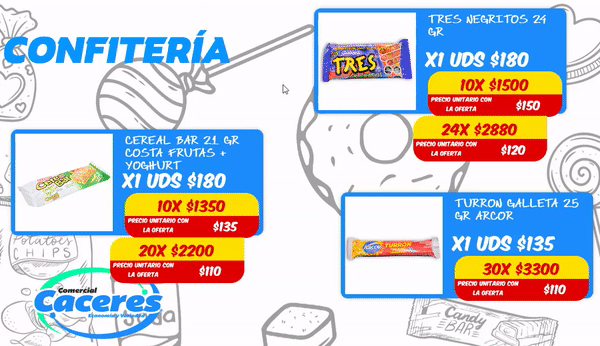 CONFITERÍA
TRES NEGRITOS 24
GR
X1 UDS $180
10X $1500
PRECIO UNITARIO CON
LA OFERTA
$150
24X $2880
PRECIO UNITARIO CON
LA OFERTA
$120
TRES
CEREAL BAR 21 GR
COSTA FRUTAS +
YOGHURT
X1 UDS $180
10X $1350
PRECIO UNITARIO CON
LA OFERTA
$135
20X $2200
PRECIO UNITARIO CON
LA OFERTA
$110
TURRON GALLETA 25
GR ARCOR
X1 UDS $135
30X $3300
PRECIO UNITARIO CON
LA OFERTA
$110
arcor
TURRON
POTATOES
CHIPS
Comercial
Caceres
Candy
BAR